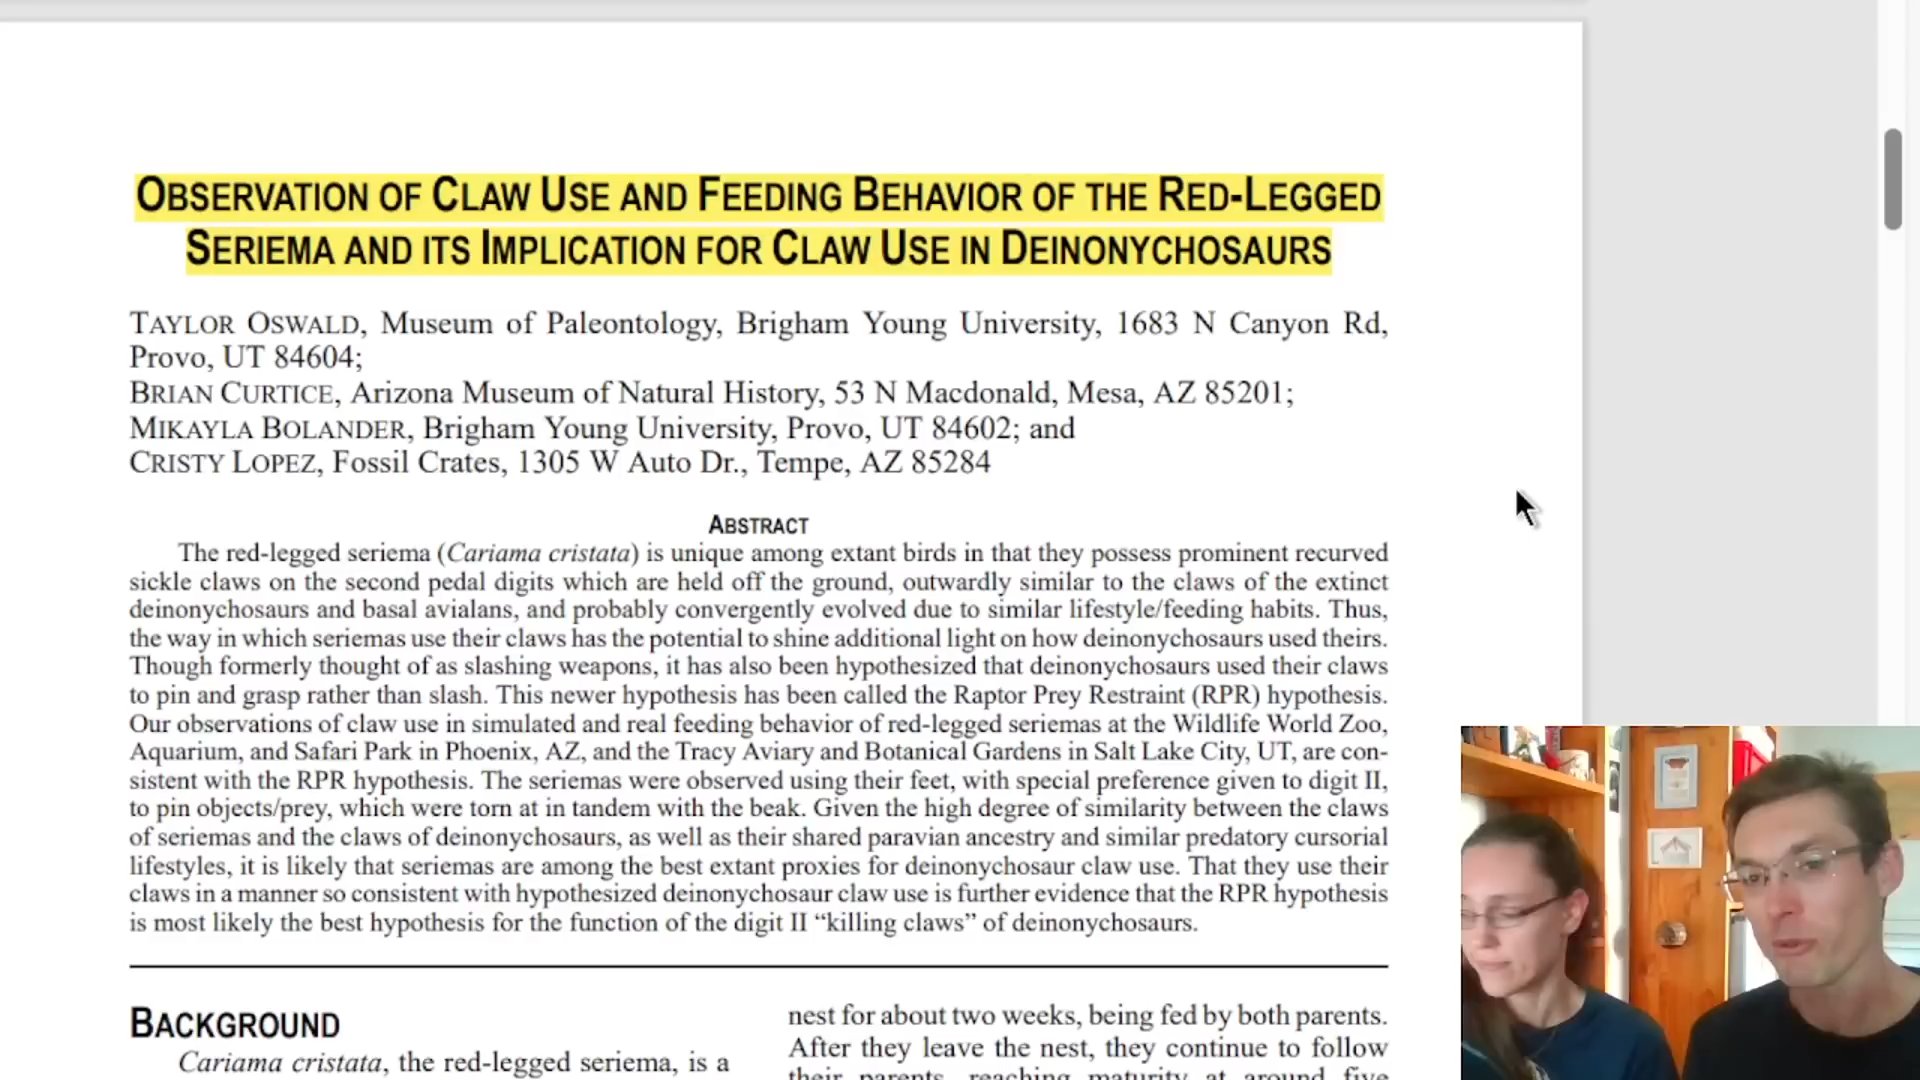 OBSERVATION OF CLAW USE AND FEEDING BEHAVIOR OF THE RED-LEGGED
SERIEMA AND ITS IMPLICATION FOR CLAW USE IN DEINONYCHOSAURS
TAYLOR OSWALD, Museum of Paleontology, Brigham Young University, 1683 N Canyon Rd,
Provo, UT 84604;
BRIAN CURTICE, Arizona Museum of Natural History, 53 N Macdonald, Mesa, AZ 85201;
MIKAYLA BOLANDER, Brigham Young University, Provo, UT 84602; and
CRISTY LOPEZ, Fossil Crates, 1305 W Auto Dr., Tempe, AZ 85284
ABSTRACT
The red-legged seriema (Cariama cristata) is unique among extant birds in that they possess prominent recurved
sickle claws on the second pedal digits which are held off the ground, outwardly similar to the claws of the extinct
deinonychosaurs and basal avialans, and probably convergently evolved due to similar lifestyle/feeding habits. Thus,
the way in which seriemas use their claws has the potential to shine additional light on how deinonychosaurs used theirs.
Though formerly thought of as slashing weapons, it has also been hypothesized that deinonychosaurs used their claws
to pin and grasp rather than slash. This newer hypothesis has been called the Raptor Prey Restraint (RPR) hypothesis.
Our observations of claw use in simulated and real feeding behavior of red-legged seriemas at the Wildlife World Zoo,
Aquarium, and Safari Park in Phoenix, AZ, and the Tracy Aviary and Botanical Gardens in Salt Lake City, UT, are con-
sistent with the RPR hypothesis. The seriemas were observed using their feet, with special preference given to digit II,
to pin objects/prey, which were torn at in tandem with the beak. Given the high degree of similarity between the claws
of seriemas and the claws of deinonychosaurs, as well as their shared paravian ancestry and similar predatory cursorial
lifestyles, it is likely that seriemas are among the best extant proxies for deinonychosaur claw use. That they use their
claws in a manner so consistent with hypothesized deinonychosaur claw use is further evidence that the RPR hypothesis
is most likely the best hypothesis for the function of the digit II “killing claws” of deinonychosaurs.
BACKGROUND
Cariama cristata, the red-legged seriema, is a
nest for about two weeks, being fed by both parents.
After they leave the nest, they continue to follow
their parents, reaching maturity at around five